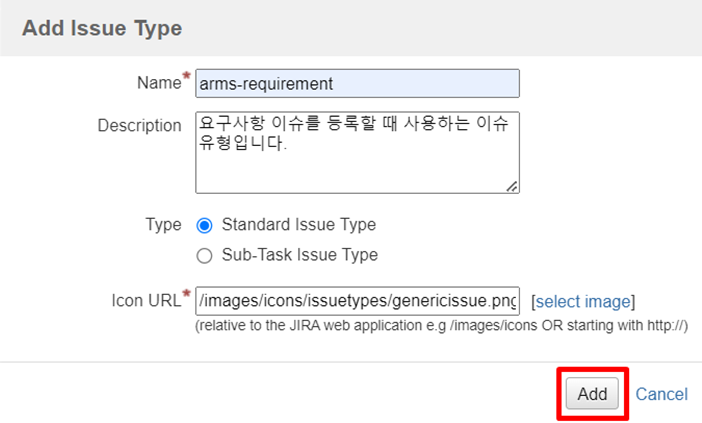 Add Issue Type
Name* arms-requirement
Description 요구사항 이슈를 등록할 때 사용하는 이슈
유형입니다.
Type Standard Issue Type
Sub-Task Issue Type
Icon URL* /images/icons/issuetypes/genericissue.png [select image]
(relative to the JIRA web application e.g /images/icons OR starting with http://)
Add Cancel